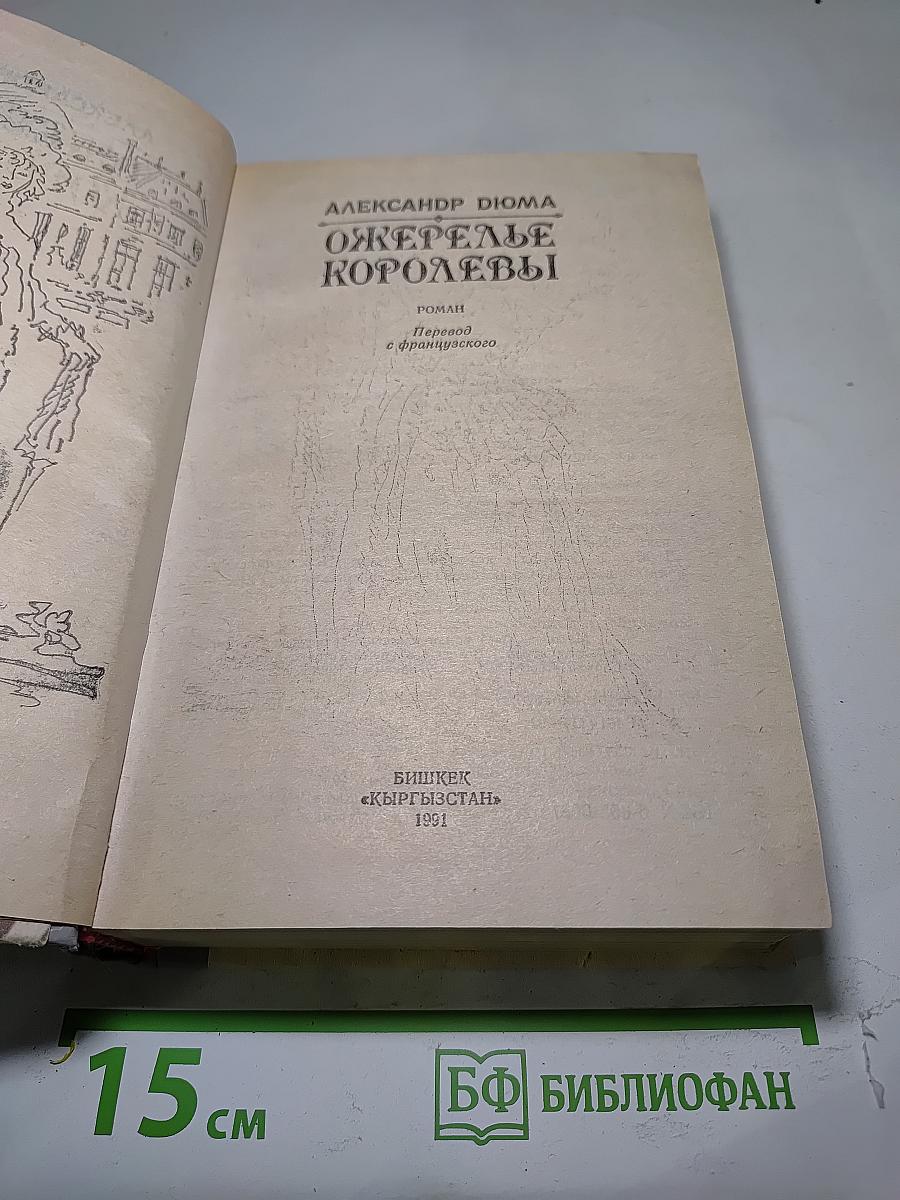 АЛЕКСАНДР ДЮМА
ОЖЕРЕЛЬЕ
КОРОЛЕВЫ
РОМАН
Перевод
с французского
БИШКЕК
«КЫРГЫЗСТАН»
1991
15 см
БФ БИБЛИОФАН